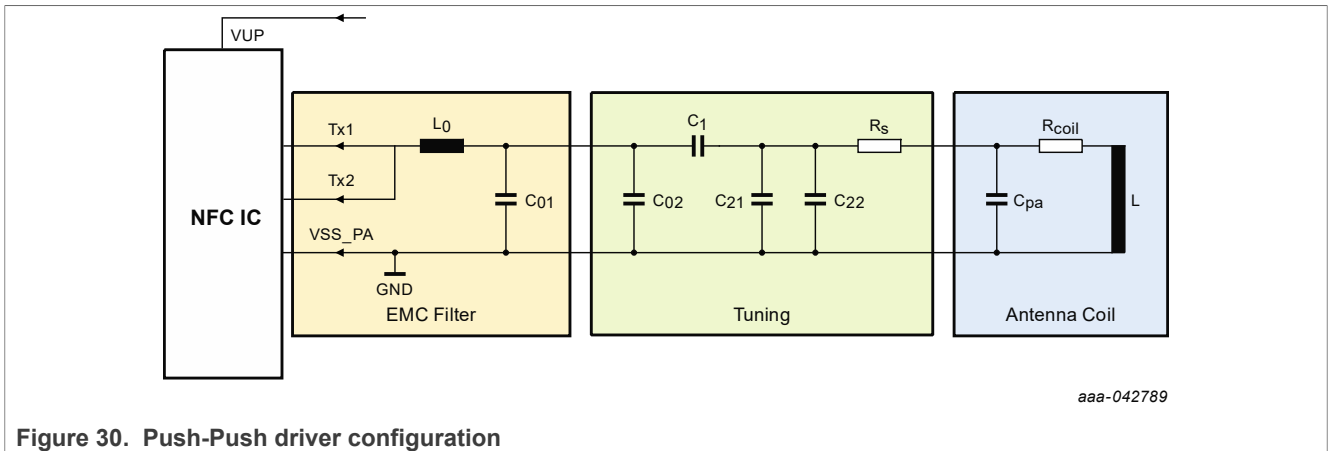 VUP
Tx1
L0
C1
Rs
Rcoil
Tx2
NFC IC
C01
C02
C21
C22
Cpa
L
VSS_PA
GND
EMC Filter
Tuning
Antenna Coil
aaa-042789
Figure 30. Push-Push driver configuration